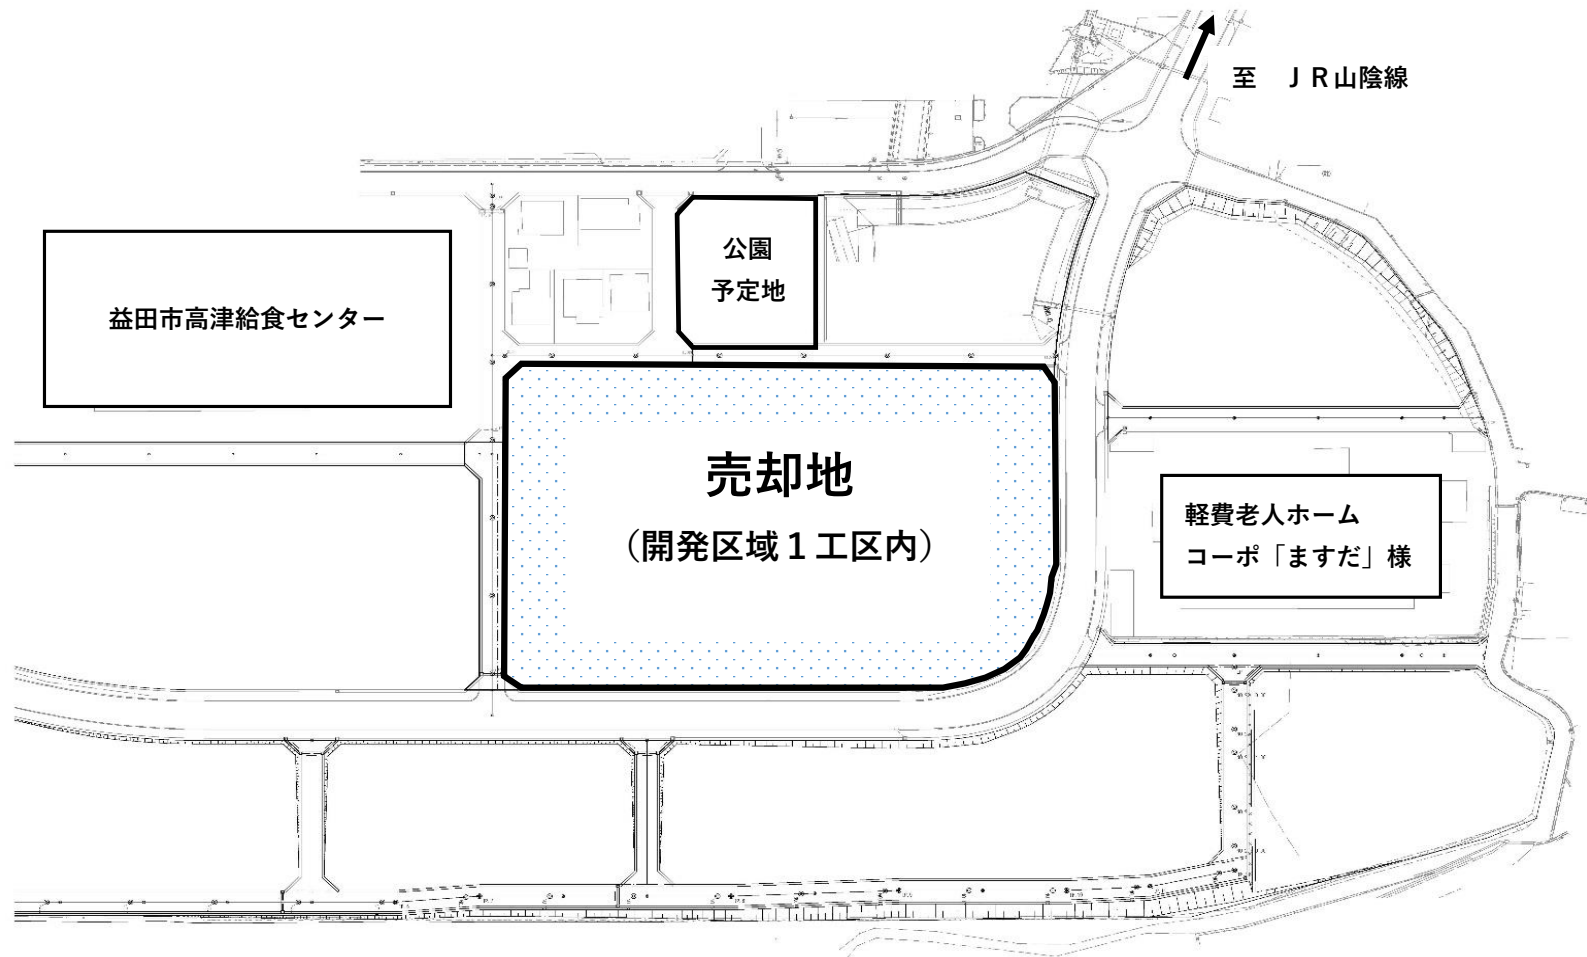 至　ＪＲ山陰線
公園
予定地
益田市高津給食センター
売却地
（開発区域１工区内）
軽費老人ホーム
コーポ「ますだ」様